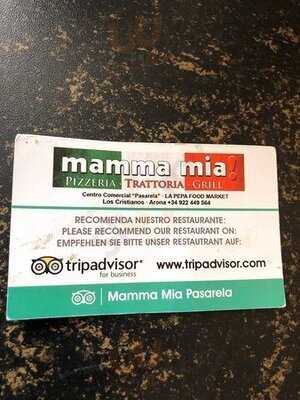 mamma mia!
PIZZERIA · TRATTORIA · GRILL
Centro Comercial "Pasarela" · LA PEPA FOOD MARKET
Los Cristianos · Arona +34 922 449 564
RECOMIENDA NUESTRO RESTAURANTE:
PLEASE RECOMMEND OUR RESTAURANT ON:
EMPFEHLEN SIE BITTE UNSER RESTAUTRANT AUF:
tripadvisor® www.tripadvisor.com
for business
Mamma Mia Pasarela